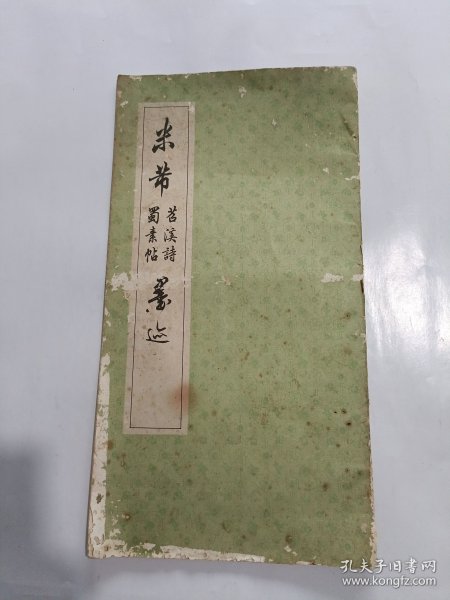 米芾
苕溪詩
蜀素帖
墨迹
孔夫子旧书网
www.kongfz.com